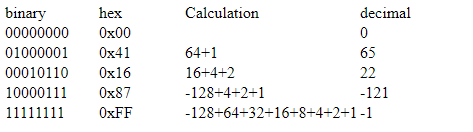 binary hex Calculation decimal
00000000 0x00 0
01000001 0x41 64+1 65
00010110 0x16 16+4+2 22
10000111 0x87 -128+4+2+1 -121
11111111 0xFF -128+64+32+16+8+4+2+1 -1